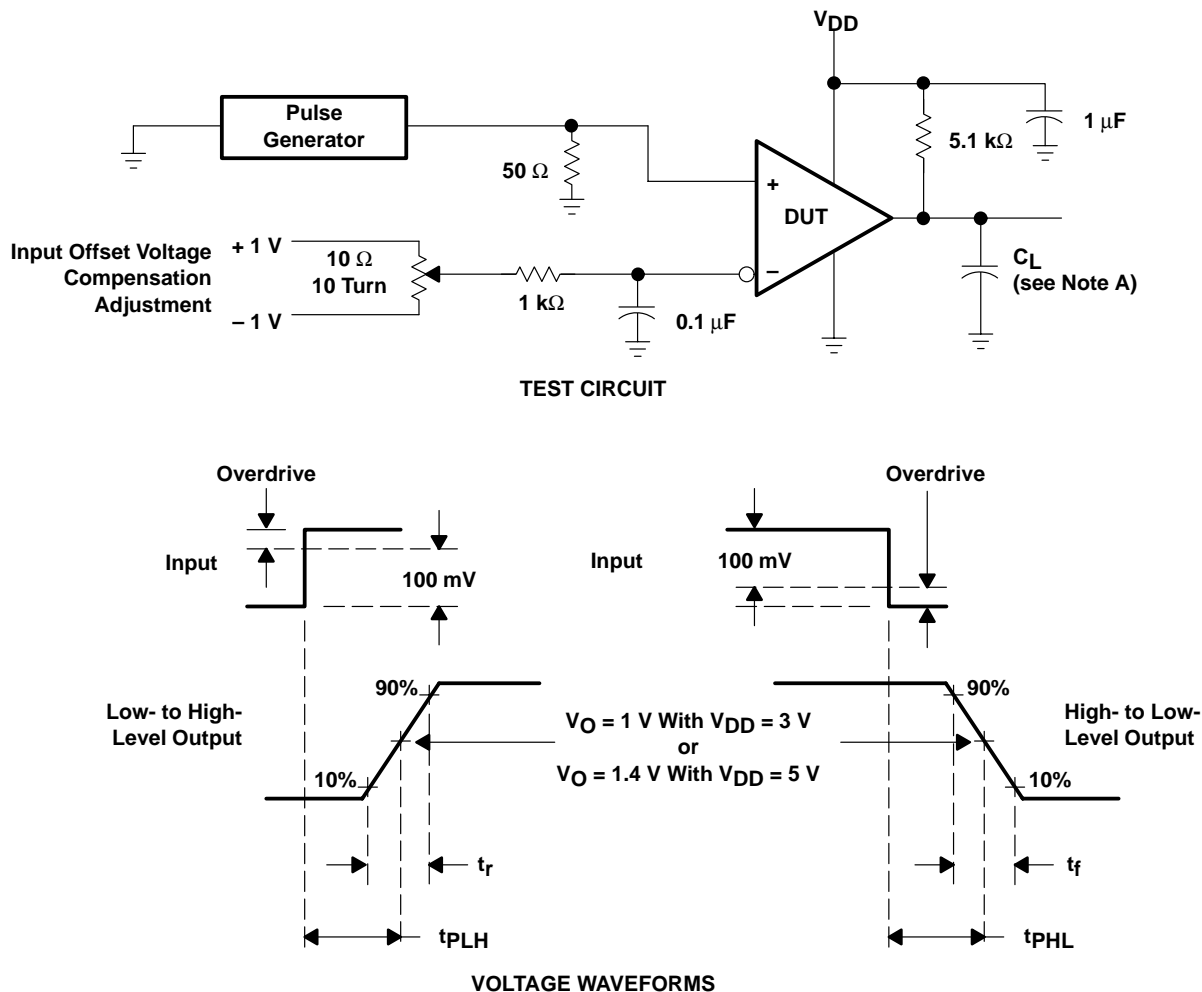 VDD
Pulse
Generator
50 Ω
5.1 kΩ
1 μF
+
DUT
−
Input Offset Voltage
Compensation
Adjustment
+ 1 V
10 Ω
10 Turn
– 1 V
1 kΩ
0.1 μF
CL
(see Note A)
TEST CIRCUIT
Overdrive
Input
100 mV
Overdrive
Input
100 mV
Low- to High-
Level Output
90%
10%
VO = 1 V With VDD = 3 V
or
VO = 1.4 V With VDD = 5 V
90%
10%
High- to Low-
Level Output
tr
tf
tPLH
tPHL
VOLTAGE WAVEFORMS